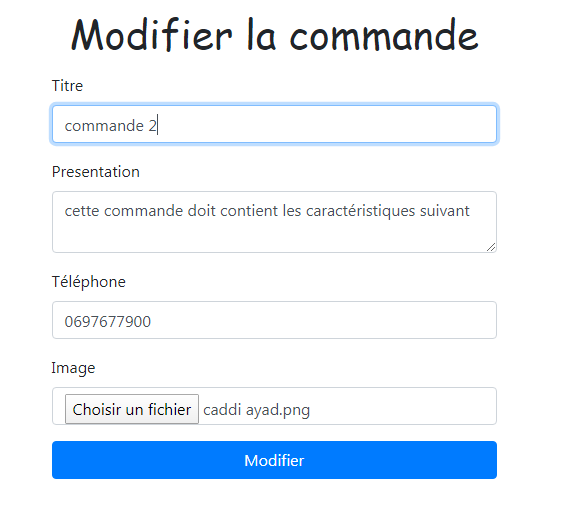 Modifier la commande
Titre
commande 2
Presentation
cette commande doit contient les caractéristiques suivant
Téléphone
0697677900
Image
Choisir un fichier caddi ayad.png
Modifier